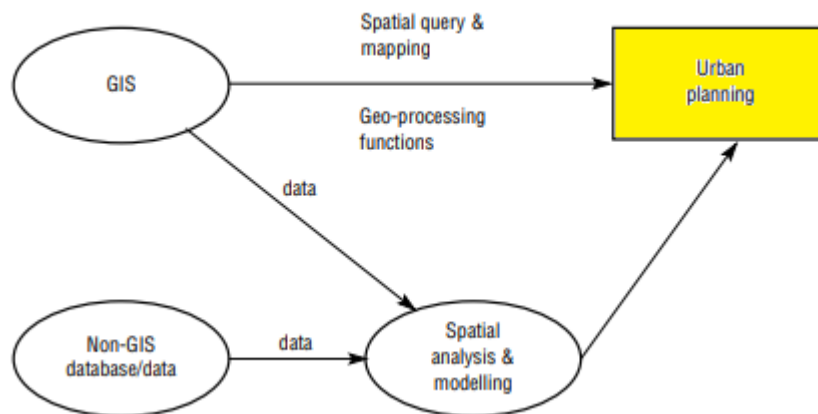 Spatial query &
mapping
GIS
Urban
planning
Geo-processing
functions
data
Non-GIS
database/data
data
Spatial
analysis &
modelling